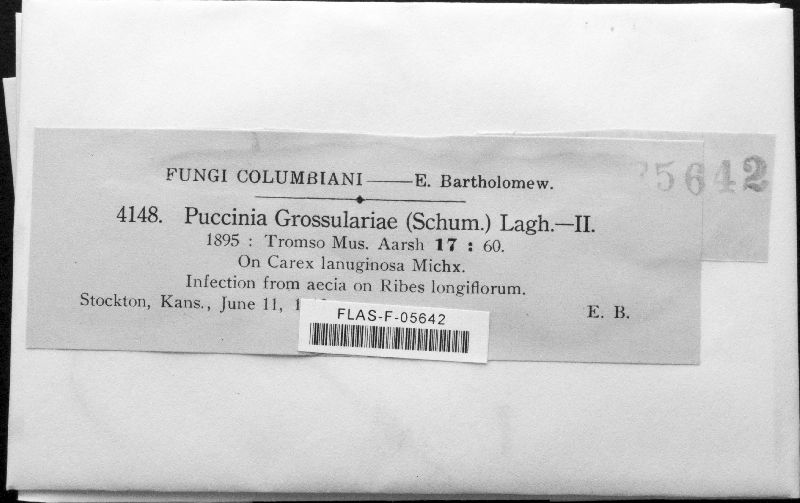 FUNGI COLUMBIANI — E. Bartholomew.
4148. Puccinia Grossulariae (Schum.) Lagh.—II.
1895 : Tromso Mus. Aarsh 17 : 60.
On Carex lanuginosa Michx.
Infection from aecia on Ribes longiflorum.
Stockton, Kans., June 11, 1
E. B.
FLAS-F-05642
5642